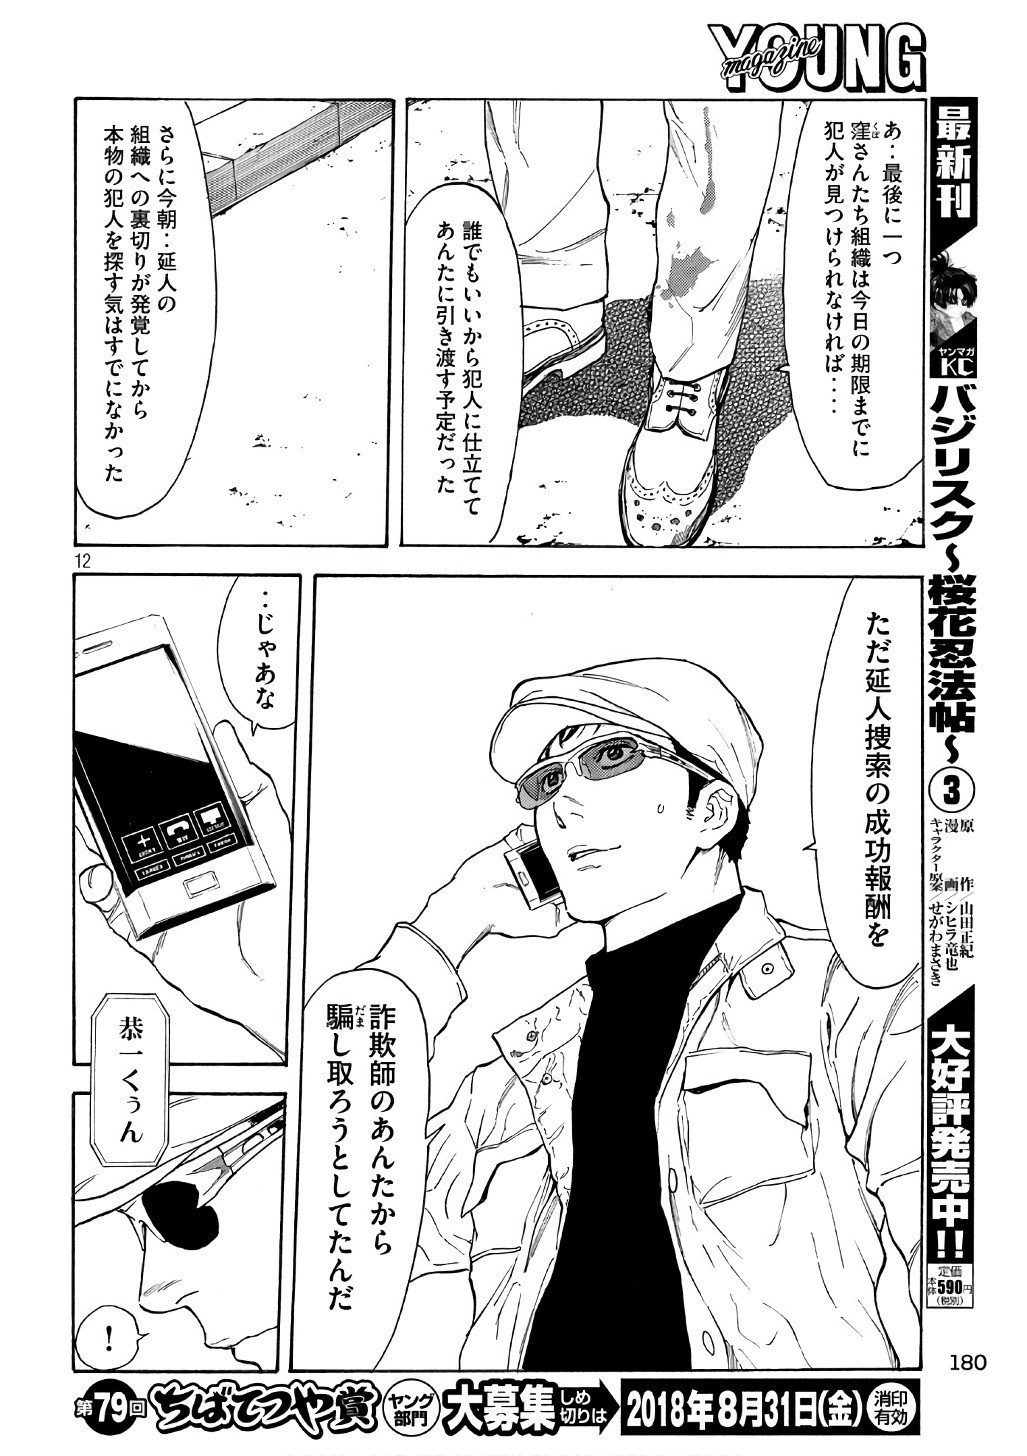 YOUNG
magazine
最新刊
ヤンマガ
KC
バジリスク～桜花忍法帖～③
原作／山田正紀
漫画／シヒラ竜也
キャラクター原案／せがわまさき
大好評発売中!!
定価
本体590円
(税別)
あ‥最後に一つ
窪さんたち組織は今日の期限までに
くぼ
犯人が見つけられなければ‥‥
誰でもいいから犯人に仕立てて
あんたに引き渡す予定だった
さらに今朝‥延人の
組織への裏切りが発覚してから
本物の犯人を探す気はすでになかった
12
ただ延人捜索の成功報酬を
詐欺師のあんたから
騙し取ろうとしてたんだ
だま
‥じゃあな
恭一くぅん
！
180
第79回
ちばてつや賞
ヤング
部門
大募集
しめ
切りは
2018年8月31日(金)
消印
有効